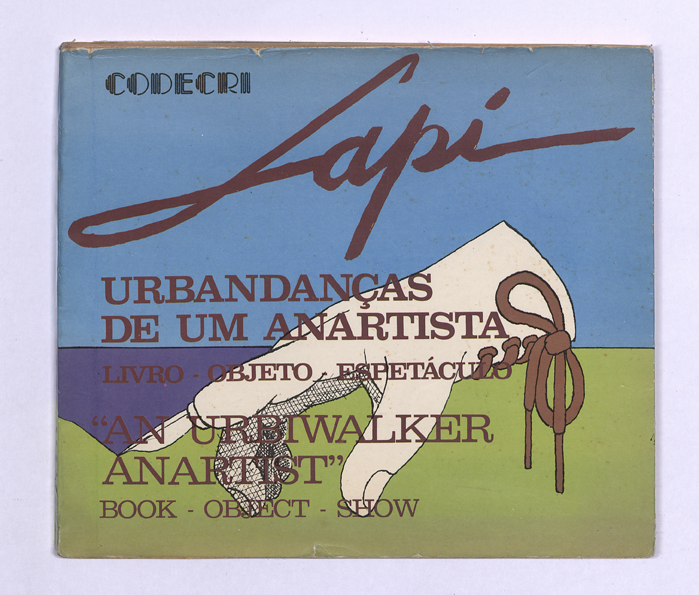 CODECRI
Lapi
URBANDANÇAS
DE UM ANARTISTA
LIVRO - OBJETO - ESPETÁCULO
“AN URBIWALKER
ANARTIST”
BOOK - OBJECT - SHOW